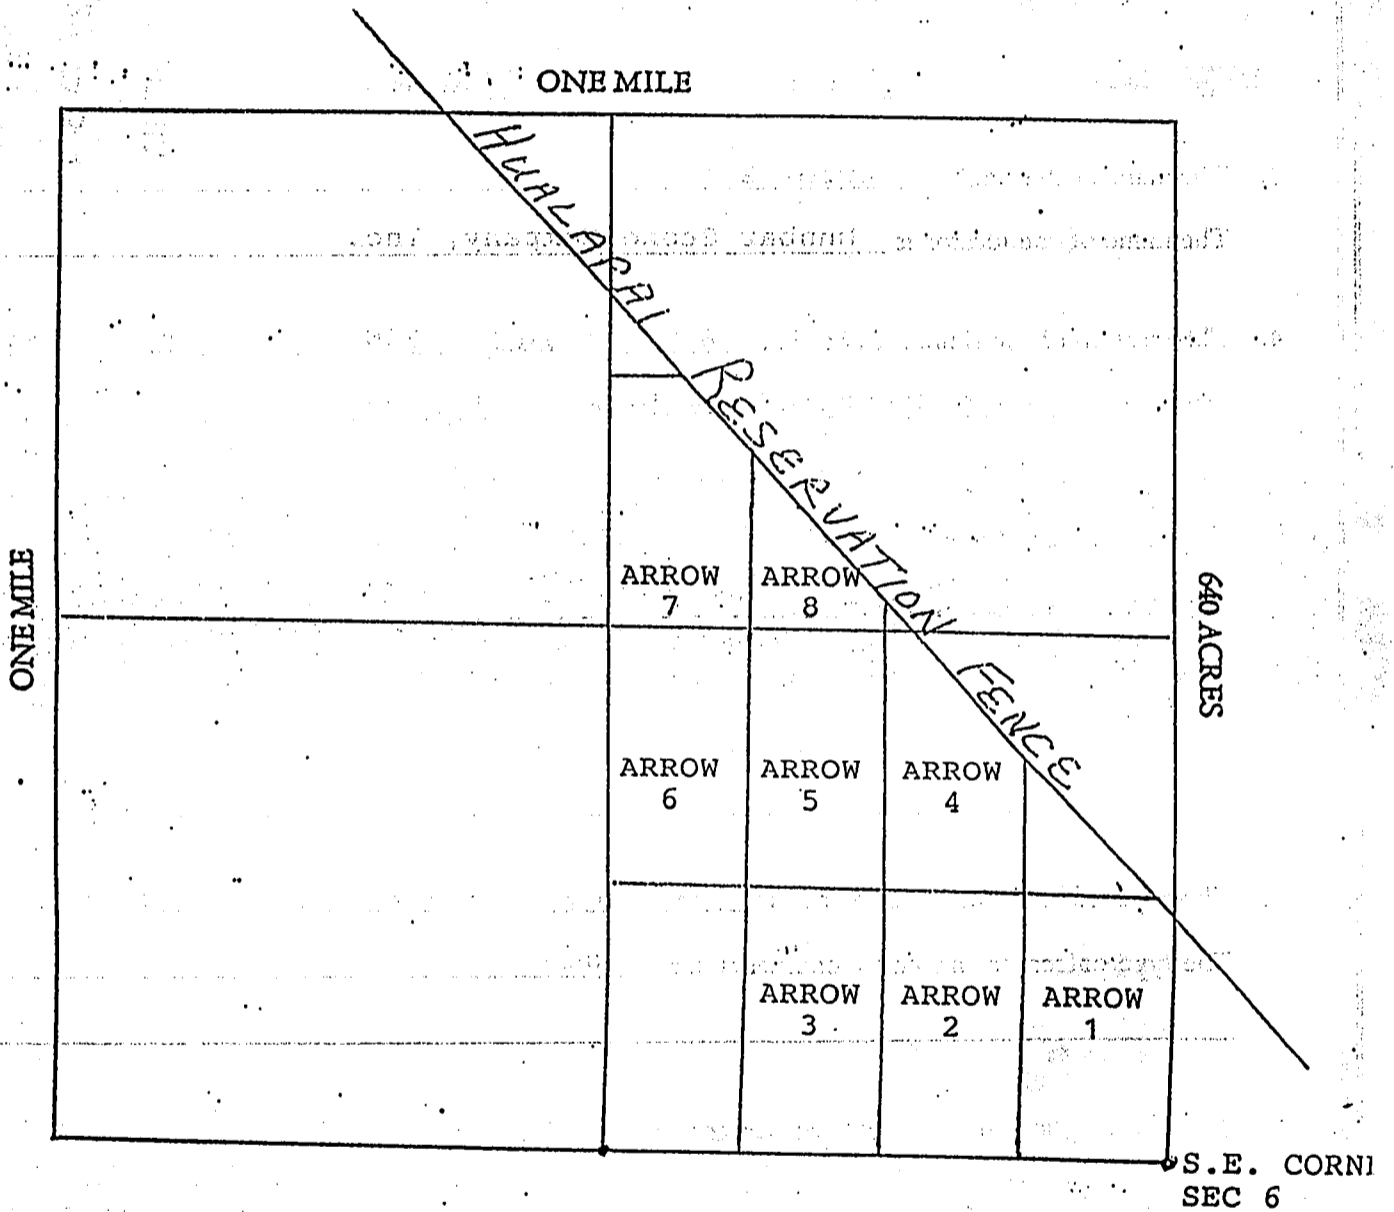 ONE MILE
HUALAPAI RESERVATION FENCE
ONE MILE
640 ACRES
ARROW
7
ARROW
8
ARROW
6
ARROW
5
ARROW
4
ARROW
3
ARROW
2
ARROW
1
S.E. CORN
SEC 6